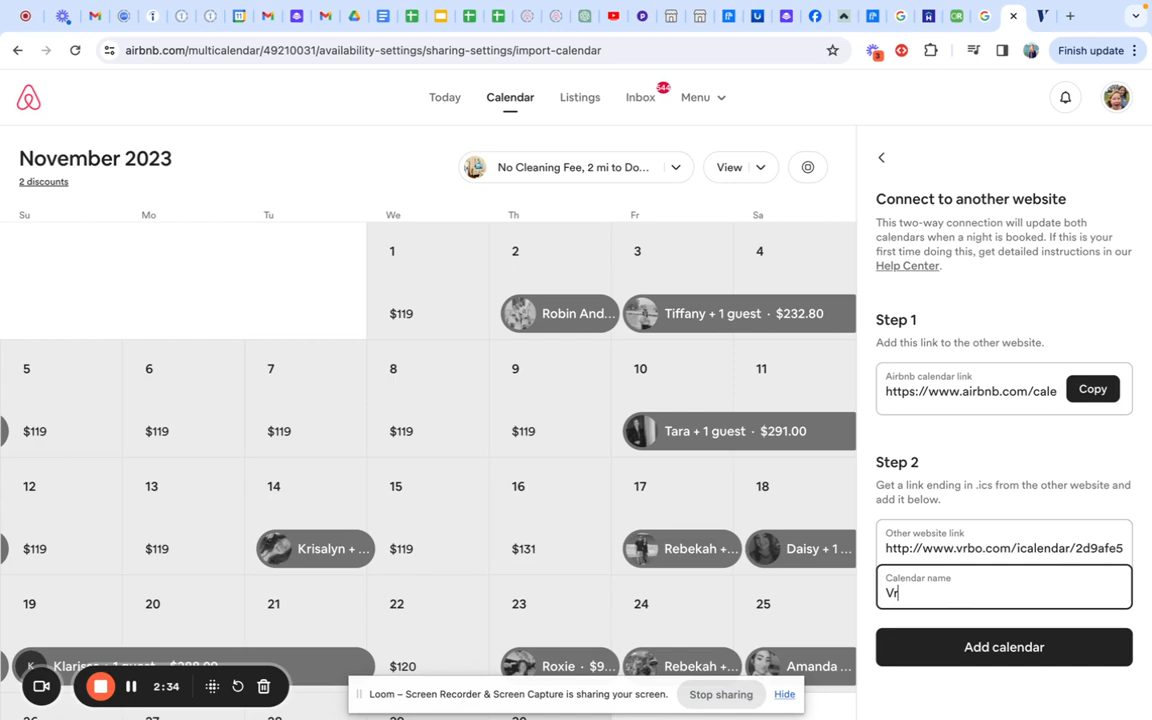 airbnb.com/multicalendar/49210031/availability-settings/sharing-settings/import-calendar
3
Finish update
Today
Calendar
Listings
Inbox
544
Menu
November 2023
2 discounts
No Cleaning Fee, 2 mi to Do...
View
Su Mo Tu We Th Fr Sa
1 2 3 4
$119
Robin And...
Tiffany + 1 guest · $232.80
5 6 7 8 9 10 11
$119 $119 $119 $119 $119
Tara + 1 guest · $291.00
12 13 14 15 16 17 18
$119 $119
Krisalyn + ...
$119 $131
Rebekah +...
Daisy + 1 ...
19 20 21 22 23 24 25
K
$120
Roxie · $9...
Rebekah +...
Amanda ...
Connect to another website
This two-way connection will update both
calendars when a night is booked. If this is your
first time doing this, get detailed instructions in our
Help Center.
Step 1
Add this link to the other website.
Airbnb calendar link
https://www.airbnb.com/cale
Copy
Step 2
Get a link ending in .ics from the other website and
add it below.
Other website link
http://www.vrbo.com/icalendar/2d9afe5
Calendar name
Vr
Add calendar
2:34
Loom – Screen Recorder & Screen Capture is sharing your screen.
Stop sharing
Hide